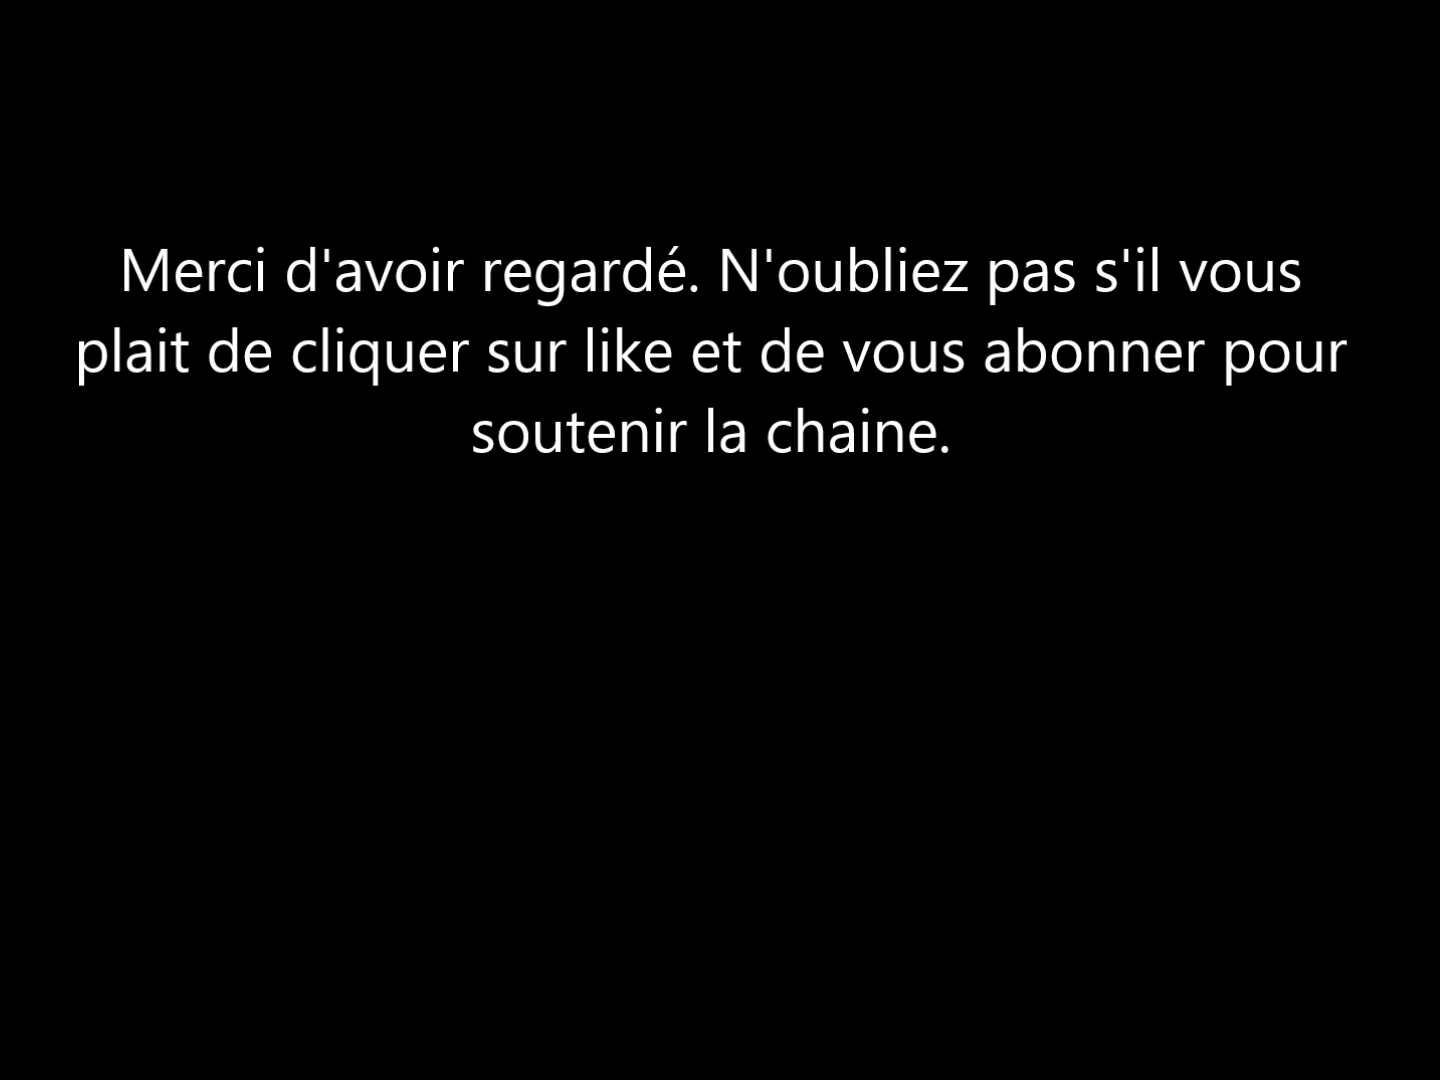 Merci d'avoir regardé. N'oubliez pas s'il vous
plait de cliquer sur like et de vous abonner pour
soutenir la chaine.